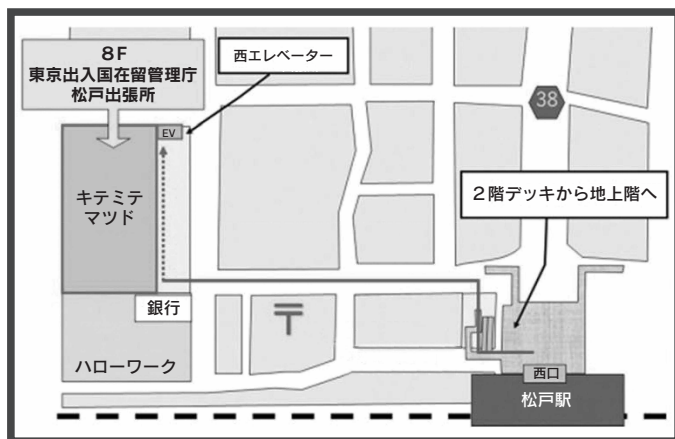 8F
東京出入国在留管理庁
松戸出張所
西エレベーター
EV
38
キテミテ
マツド
2階デッキから地上階へ
銀行
〒
ハローワーク
西口
松戸駅